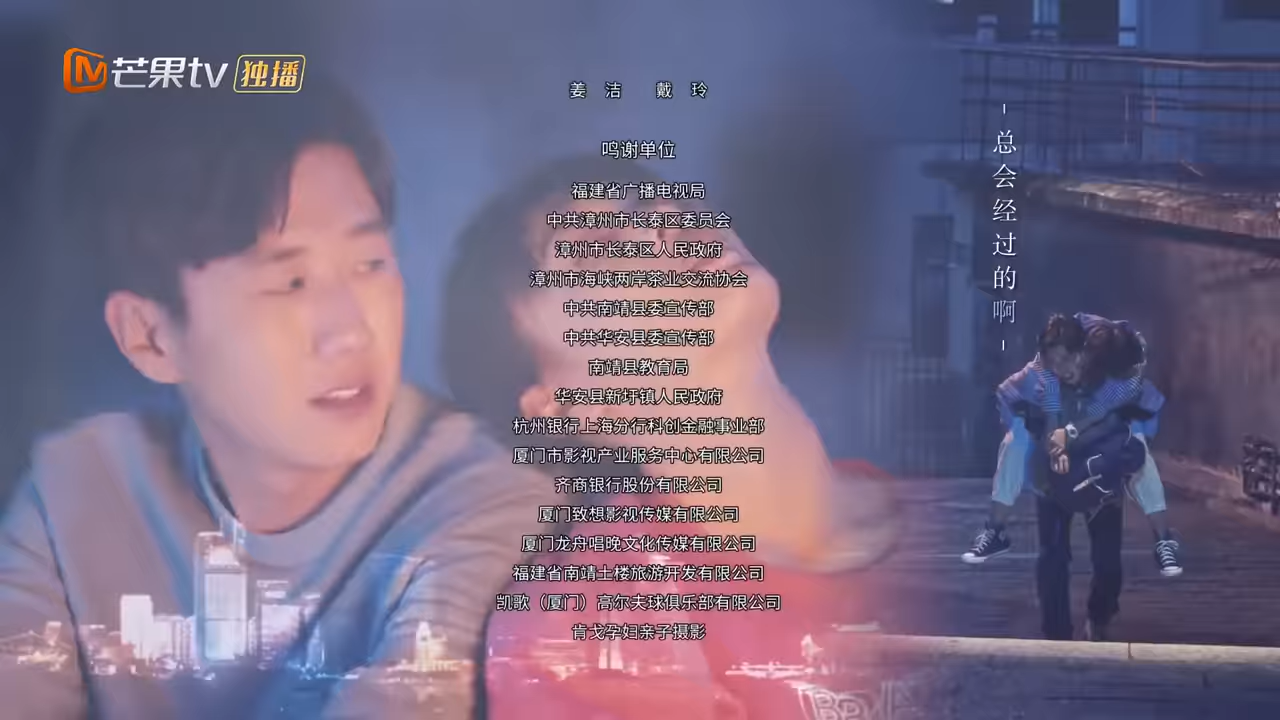 芒果tv 独播
姜 洁 戴 玲
鸣谢单位
福建省广播电视局
中共漳州市长泰区委员会
漳州市长泰区人民政府
漳州市海峡两岸茶业交流协会
中共南靖县委宣传部
中共华安县委宣传部
南靖县教育局
华安县新圩镇人民政府
杭州银行上海分行科创金融事业部
厦门市影视产业服务中心有限公司
齐商银行股份有限公司
厦门致想影视传媒有限公司
厦门龙舟唱晚文化传媒有限公司
福建省南靖土楼旅游开发有限公司
凯歌（厦门）高尔夫球俱乐部有限公司
肯戈孕妇亲子摄影
总会经过的啊